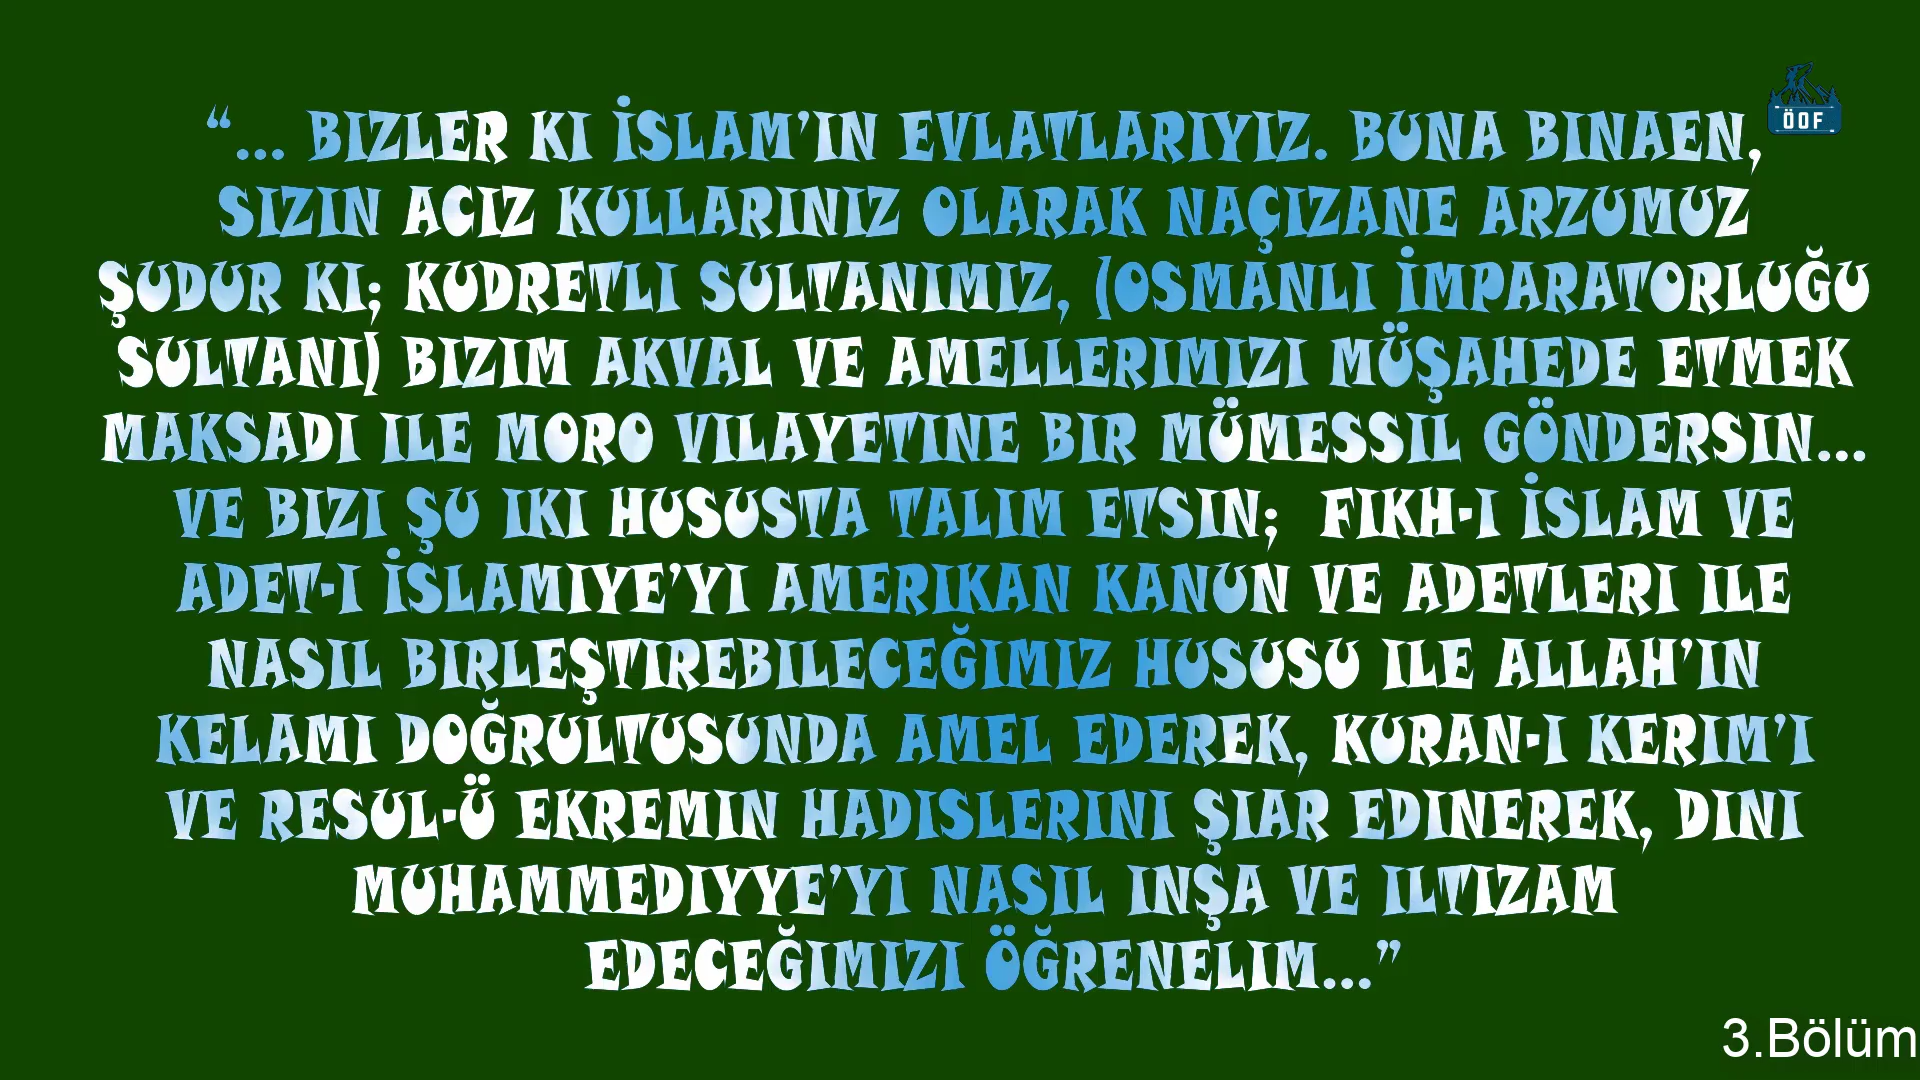 “... BIZLER KI İSLAM’IN EVLATLARIYIZ. BUNA BINAEN,
ÖOF
SIZIN ACIZ KULLARINIZ OLARAK NAÇIZANE ARZUMUZ
ŞUDUR KI; KUDRETLI SULTANIMIZ, (OSMANLI İMPARATORLUĞU
SULTANI) BIZIM AKVAL VE AMELLERIMIZI MÜŞAHEDE ETMEK
MAKSADI ILE MORO VILAYETINE BIR MÜMESSIL GÖNDERSIN...
VE BIZI ŞU IKI HUSUSTA TALIM ETSIN; FIKH-I İSLAM VE
ADET-I İSLAMIYE’YI AMERIKAN KANUN VE ADETLERI ILE
NASIL BIRLEŞTIREBILECEĞIMIZ HUSUSU ILE ALLAH’IN
KELAMI DOĞRULTUSUNDA AMEL EDEREK, KURAN-I KERIM’I
VE RESUL-Ü EKREMIN HADISLERINI ŞIAR EDINEREK, DINI
MUHAMMEDIYYE’YI NASIL INŞA VE ILTIZAM
EDECEĞIMIZI ÖĞRENELIM...”
3.Bölüm